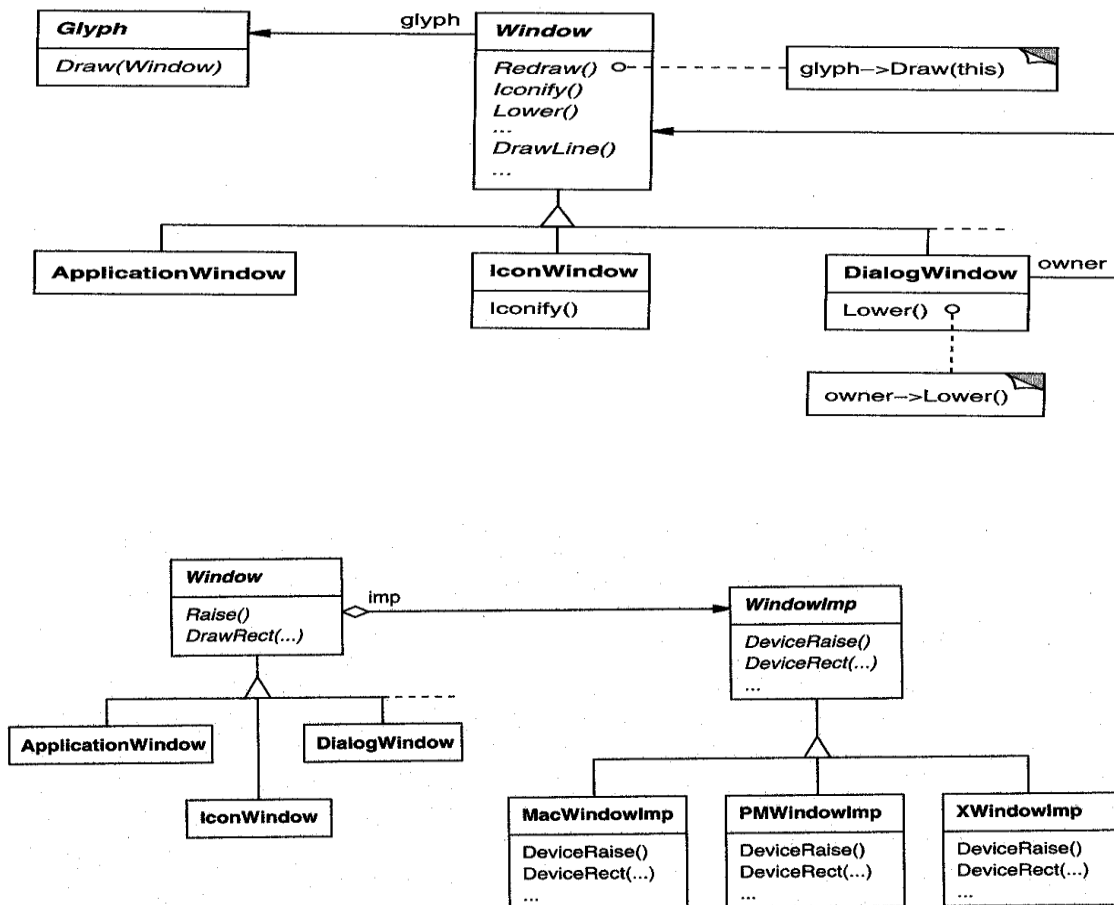 Glyph
Draw(Window)
glyph
Window
Redraw()
Iconify()
Lower()
...
DrawLine()
...
glyph–>Draw(this)
ApplicationWindow
IconWindow
Iconify()
DialogWindow
Lower()
owner
owner–>Lower()
Window
Raise()
DrawRect(...)
imp
WindowImp
DeviceRaise()
DeviceRect(...)
...
ApplicationWindow
DialogWindow
IconWindow
MacWindowImp
DeviceRaise()
DeviceRect(...)
...
PMWindowImp
DeviceRaise()
DeviceRect(...)
...
XWindowImp
DeviceRaise()
DeviceRect(...)
...